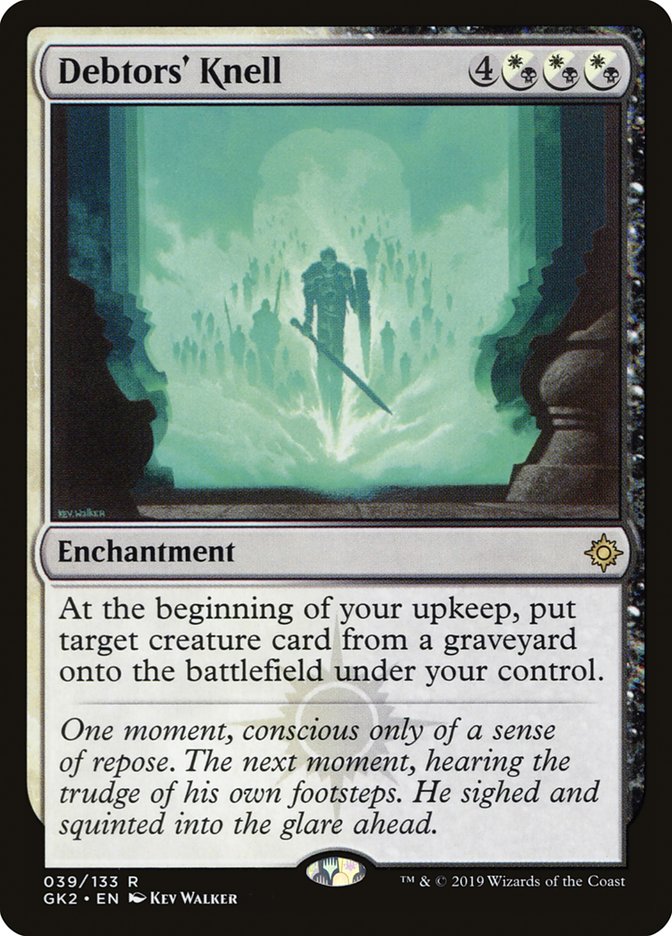 Debtors' Knell 4
KEV.WALKER
Enchantment
At the beginning of your upkeep, put
target creature card from a graveyard
onto the battlefield under your control.
One moment, conscious only of a sense
of repose. The next moment, hearing the
trudge of his own footsteps. He sighed and
squinted into the glare ahead.
039/133 R
GK2 • EN Kev Walker
™ & © 2019 Wizards of the Coast